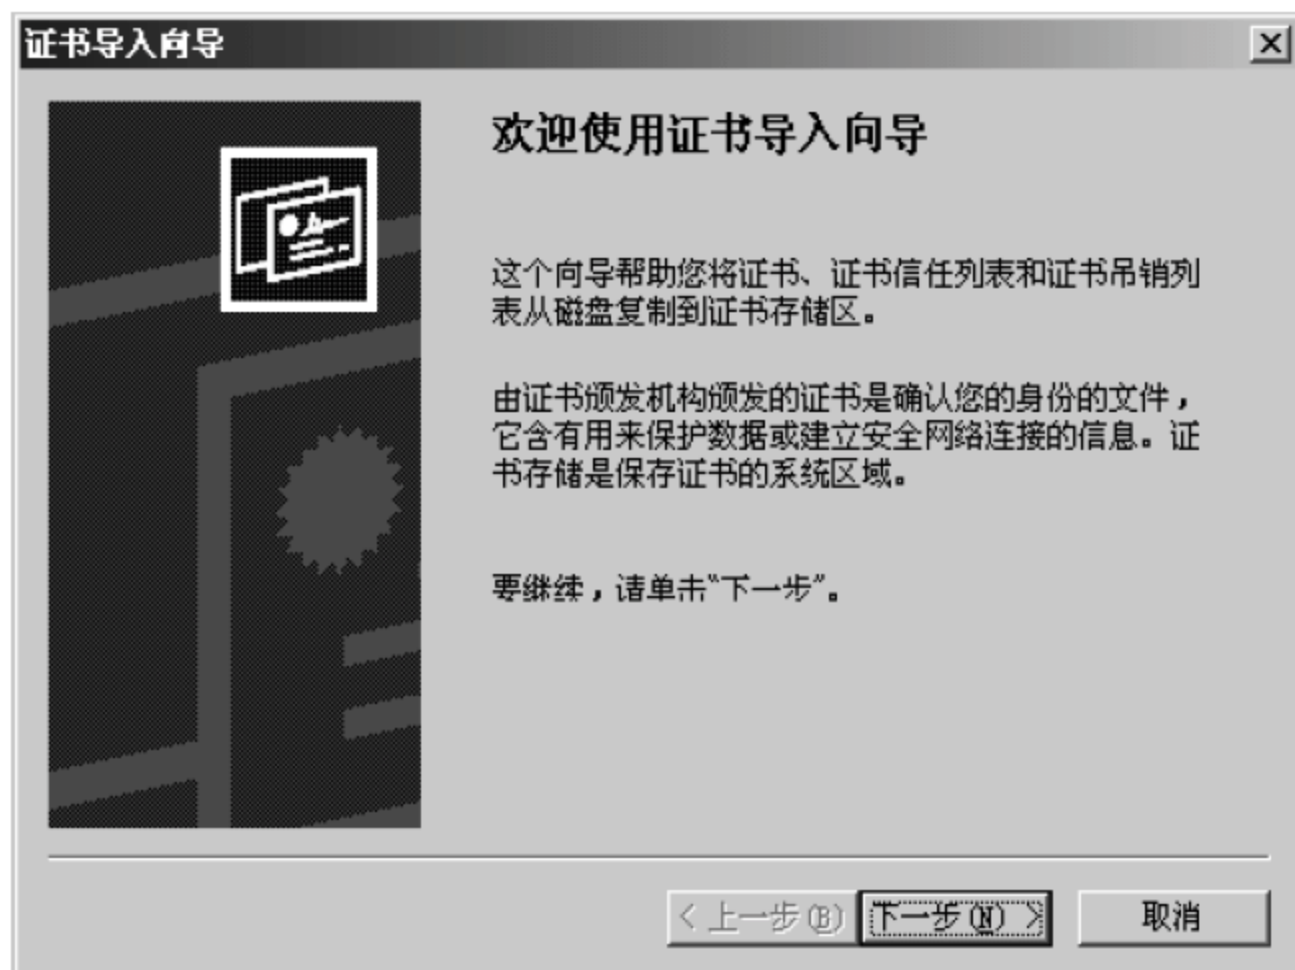 证书导入向导
欢迎使用证书导入向导
这个向导帮助您将证书、证书信任列表和证书吊销列
表从磁盘复制到证书存储区。
由证书颁发机构颁发的证书是确认您的身份的文件，
它含有用来保护数据或建立安全网络连接的信息。证
书存储是保存证书的系统区域。
要继续，请单击“下一步”。
< 上一步(B) 下一步(N) > 取消